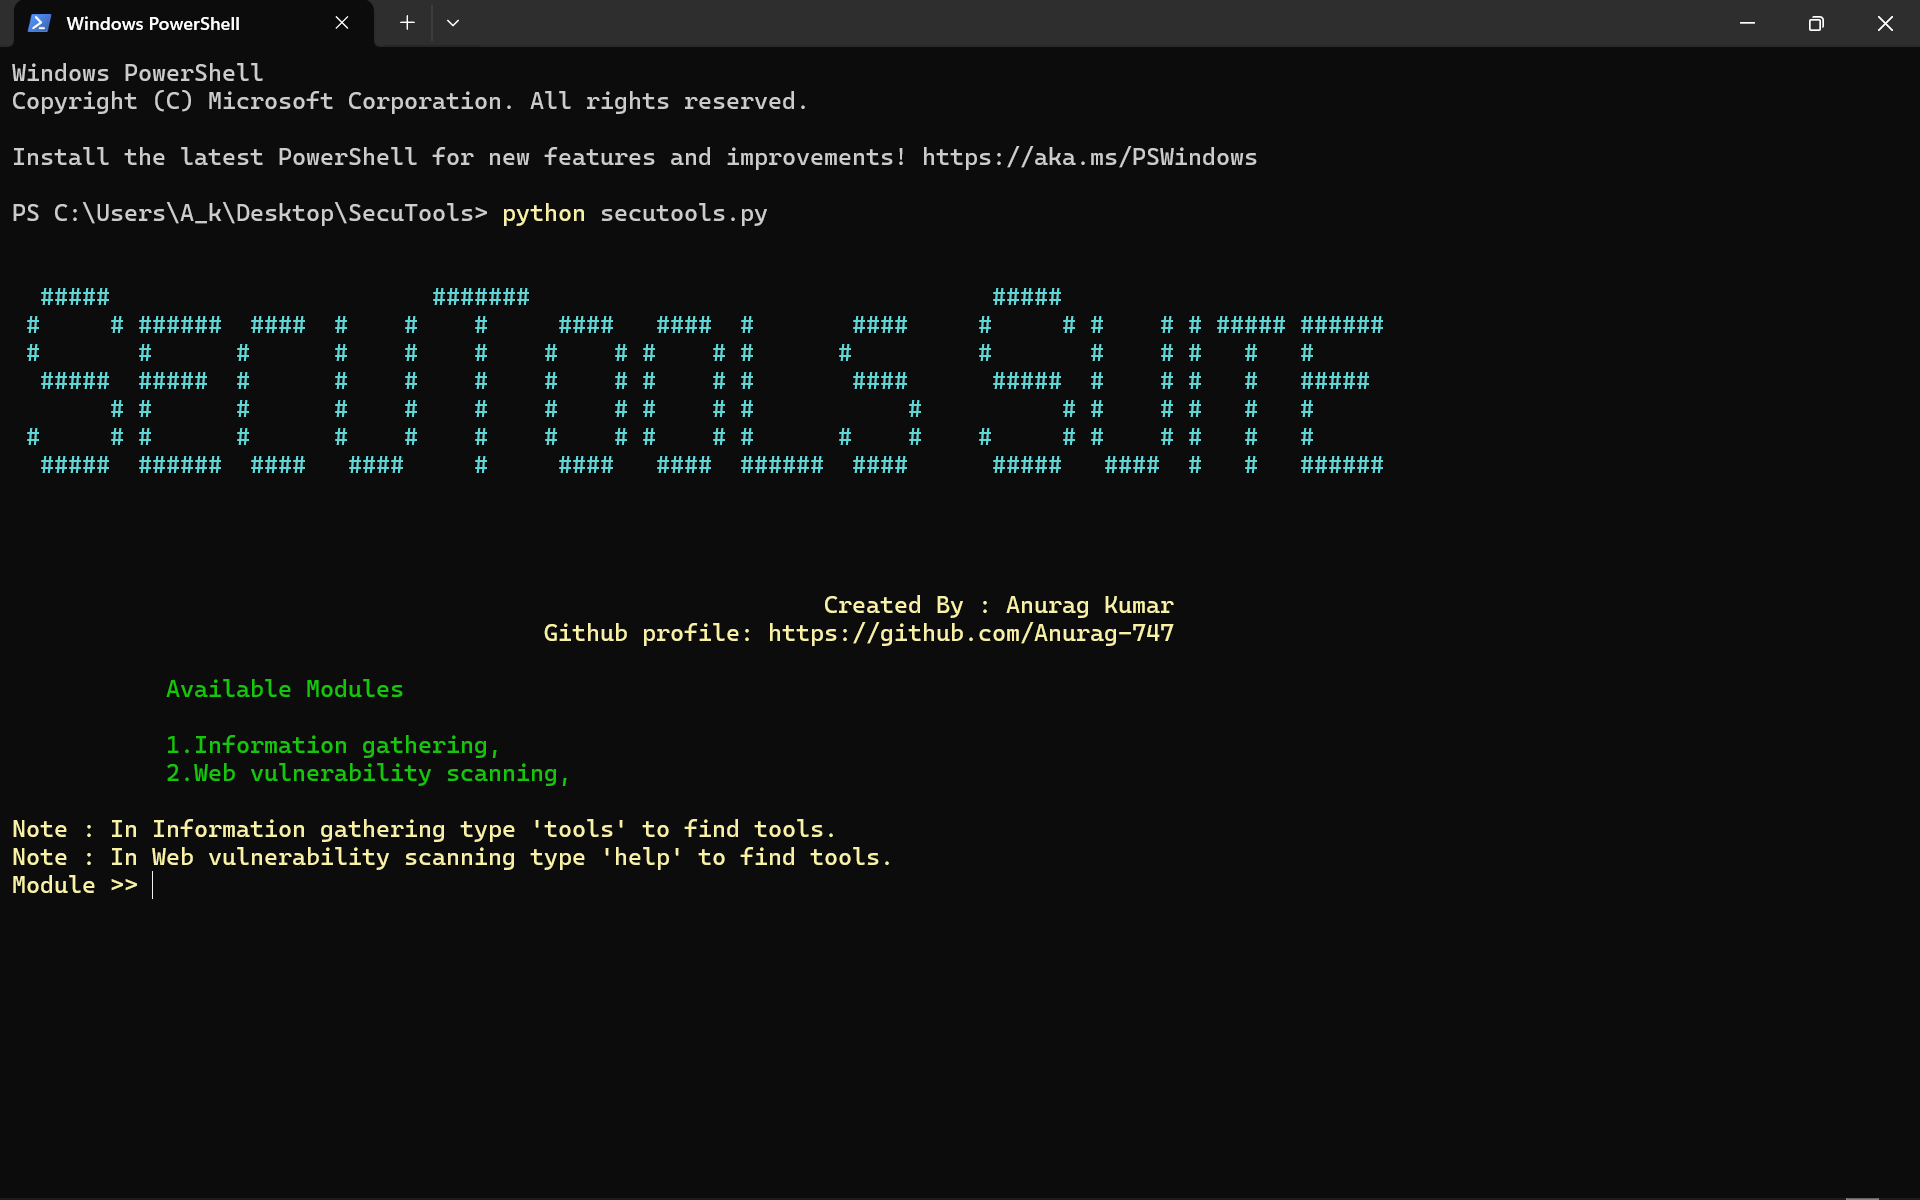 Windows PowerShell
Windows PowerShell
Copyright (C) Microsoft Corporation. All rights reserved.
Install the latest PowerShell for new features and improvements! https://aka.ms/PSWindows
PS C:\Users\A_k\Desktop\SecuTools> python secutools.py
SECUTOOLS SUITE
Created By : Anurag Kumar
Github profile: https://github.com/Anurag-747
Available Modules
1.Information gathering,
2.Web vulnerability scanning,
Note : In Information gathering type 'tools' to find tools.
Note : In Web vulnerability scanning type 'help' to find tools.
Module >>